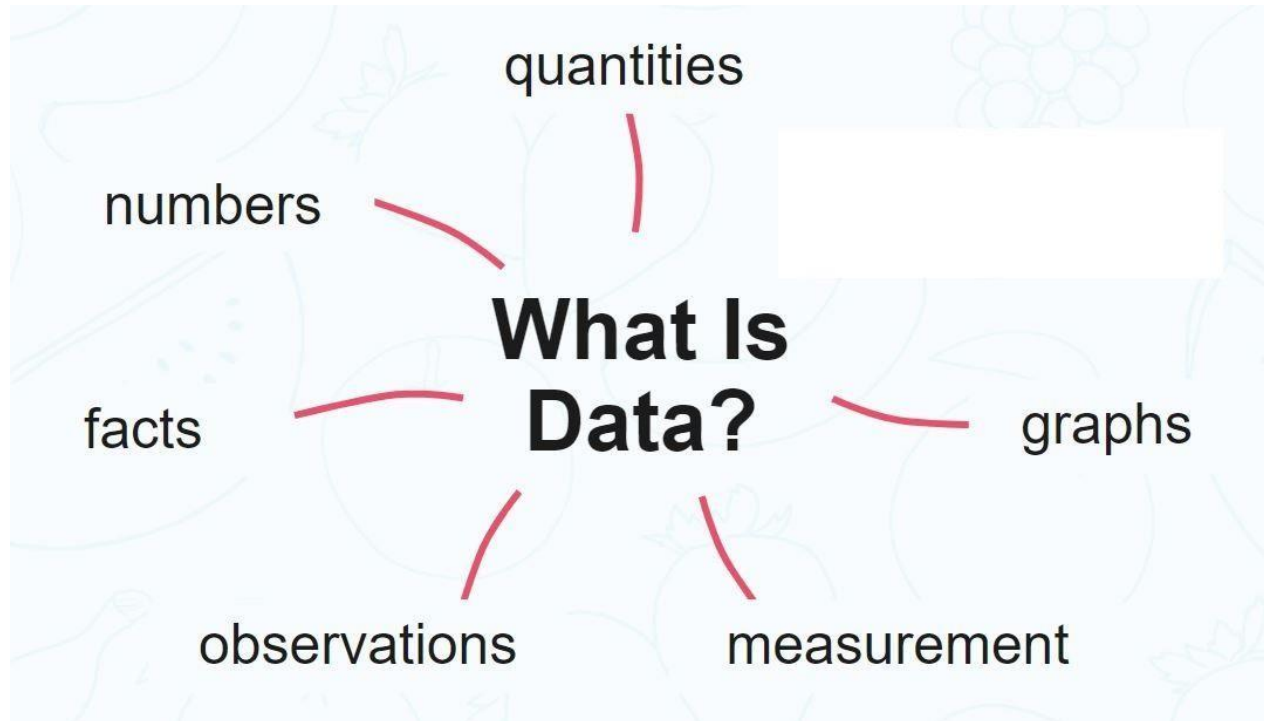 quantities
numbers
What Is
Data?
facts
graphs
observations
measurement